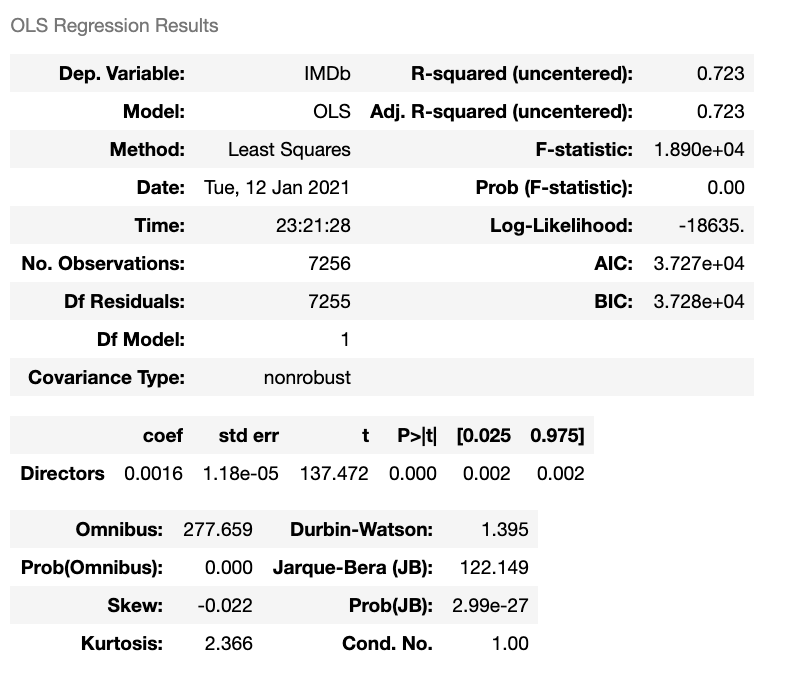 OLS Regression Results
Dep. Variable: IMDb R-squared (uncentered): 0.723
Model: OLS Adj. R-squared (uncentered): 0.723
Method: Least Squares F-statistic: 1.890e+04
Date: Tue, 12 Jan 2021 Prob (F-statistic): 0.00
Time: 23:21:28 Log-Likelihood: -18635.
No. Observations: 7256 AIC: 3.727e+04
Df Residuals: 7255 BIC: 3.728e+04
Df Model: 1
Covariance Type: nonrobust
coef std err t P>|t| [0.025 0.975]
Directors 0.0016 1.18e-05 137.472 0.000 0.002 0.002
Omnibus: 277.659 Durbin-Watson: 1.395
Prob(Omnibus): 0.000 Jarque-Bera (JB): 122.149
Skew: -0.022 Prob(JB): 2.99e-27
Kurtosis: 2.366 Cond. No. 1.00